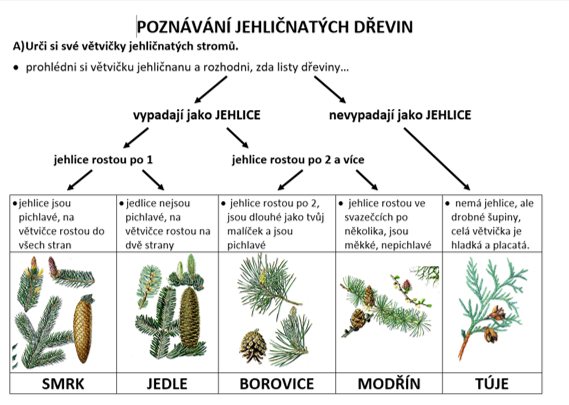 POZNÁVÁNÍ JEHLIČNATÝCH DŘEVIN
A)Urči si své větvičky jehličnatých stromů.
• prohlédni si větvičku jehličnanu a rozhodni, zda listy dřeviny...
vypadají jako JEHLICE
nevypadají jako JEHLICE
jehlice rostou po 1
jehlice rostou po 2 a více
• jehlice jsou
pichlavé, na
větvičce rostou do
všech stran
• jedlice nejsou
pichlavé, na
větvičce rostou na
dvě strany
• jehlice rostou po 2,
jsou dlouhé jako tvůj
malíček a jsou
pichlavé
• jehlice rostou ve
svazečcích po
několika, jsou
měkké, nepichlavé
• nemá jehlice, ale
drobné šupiny,
celá větvička je
hladká a placatá.
SMRK
JEDLE
BOROVICE
MODŘÍN
TÚJE